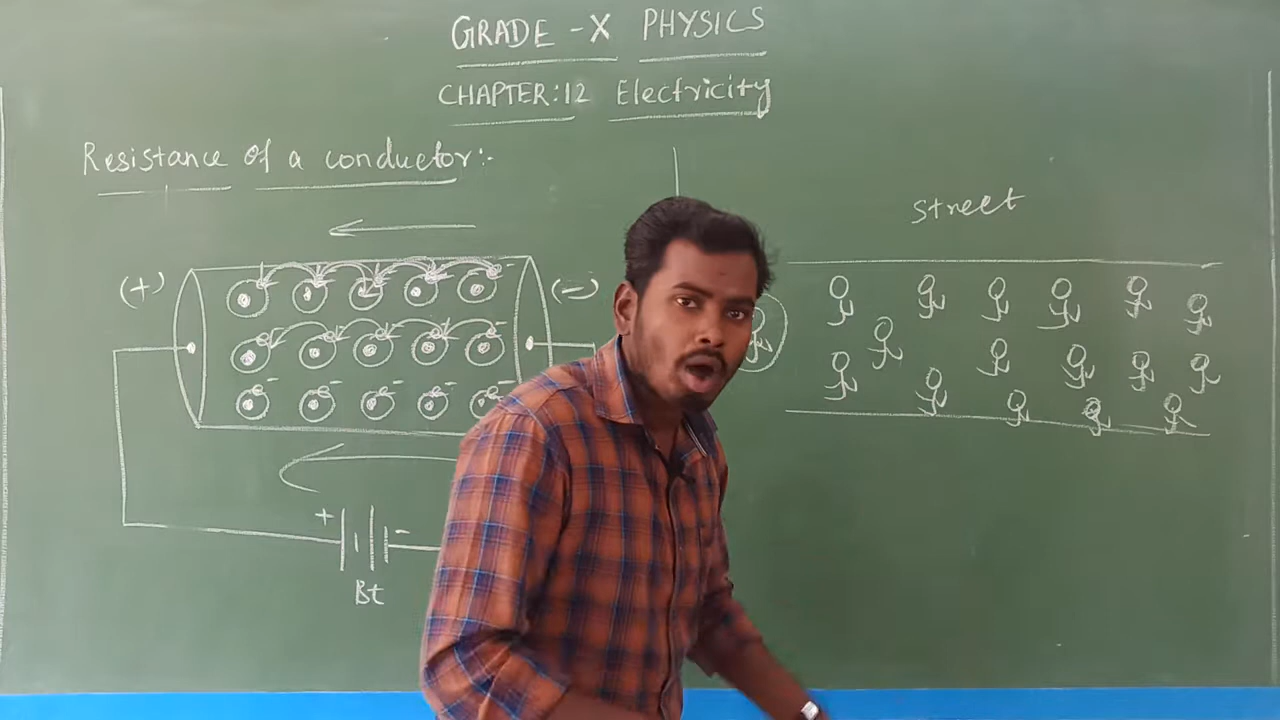 GRADE - X PHYSICS
CHAPTER:12 Electricity
Resistance of a conductor:-
Street
(+) (-)
e- e- e- e- e-
+ -
Bt